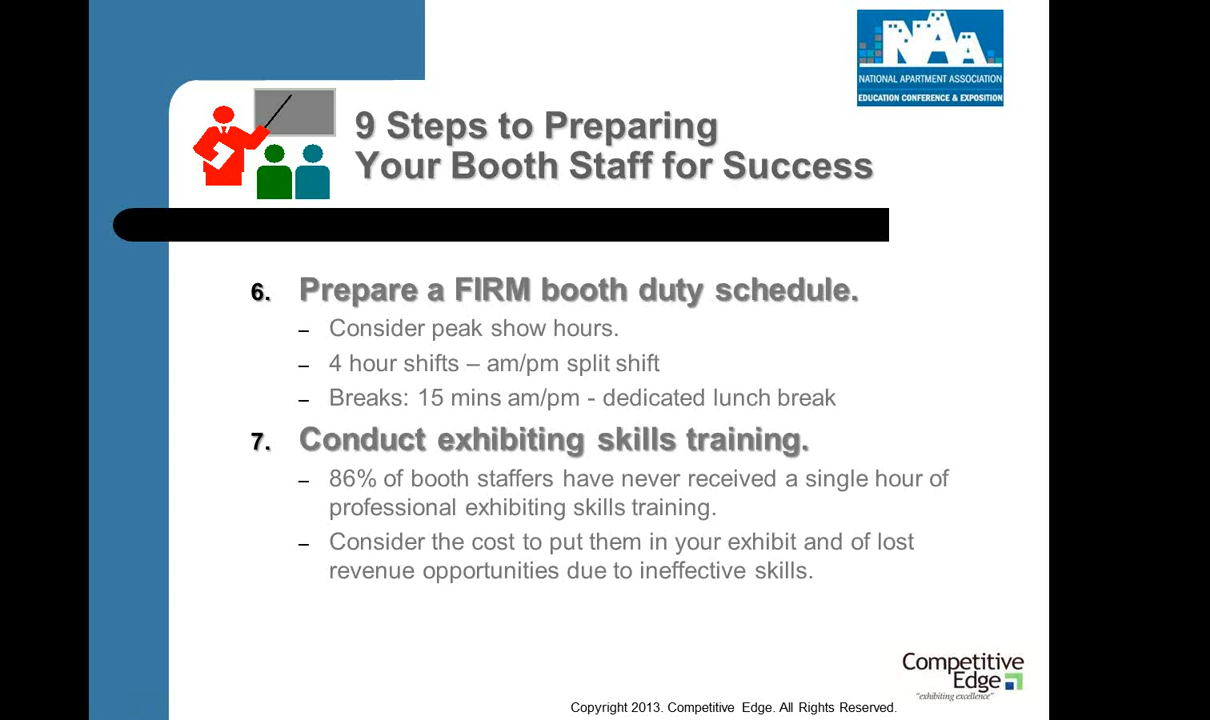 NAA
NATIONAL APARTMENT ASSOCIATION
EDUCATION CONFERENCE & EXPOSITION
9 Steps to Preparing
Your Booth Staff for Success
6. Prepare a FIRM booth duty schedule.
– Consider peak show hours.
– 4 hour shifts – am/pm split shift
– Breaks: 15 mins am/pm - dedicated lunch break
7. Conduct exhibiting skills training.
– 86% of booth staffers have never received a single hour of
professional exhibiting skills training.
– Consider the cost to put them in your exhibit and of lost
revenue opportunities due to ineffective skills.
Competitive
Edge
"exhibiting excellence"
Copyright 2013. Competitive Edge. All Rights Reserved.